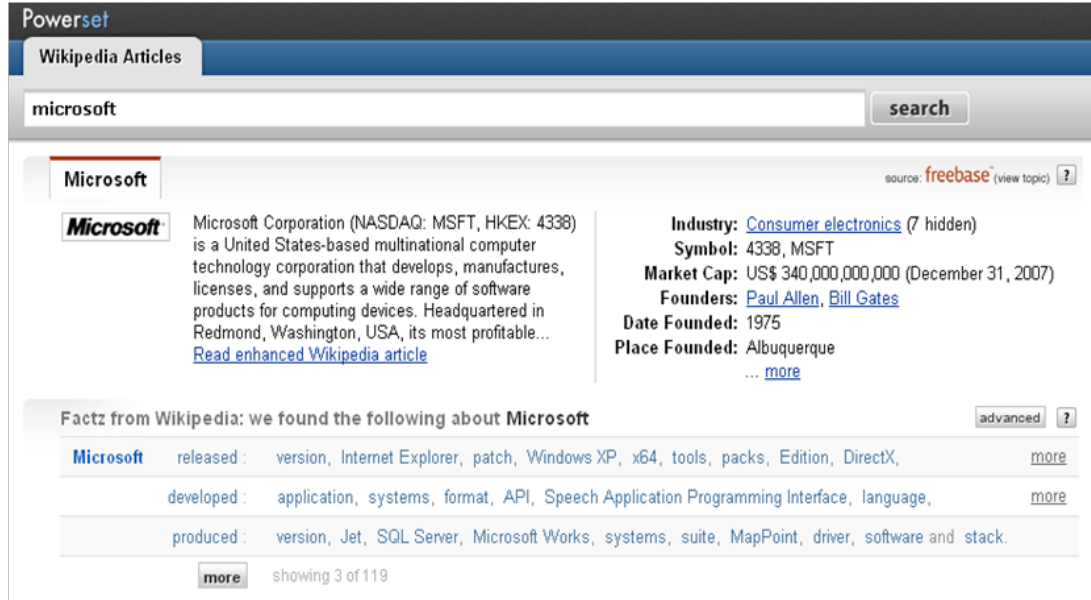 Powerset
Wikipedia Articles
microsoft search
Microsoft
source: freebase™ (view topic) ?
Microsoft
Microsoft Corporation (NASDAQ: MSFT, HKEX: 4338)
is a United States-based multinational computer
technology corporation that develops, manufactures,
licenses, and supports a wide range of software
products for computing devices. Headquartered in
Redmond, Washington, USA, its most profitable...
Read enhanced Wikipedia article
Industry: Consumer electronics (7 hidden)
Symbol: 4338, MSFT
Market Cap: US$ 340,000,000,000 (December 31, 2007)
Founders: Paul Allen, Bill Gates
Date Founded: 1975
Place Founded: Albuquerque
... more
Factz from Wikipedia: we found the following about Microsoft advanced ?
Microsoft released : version, Internet Explorer, patch, Windows XP, x64, tools, packs, Edition, DirectX, more
developed : application, systems, format, API, Speech Application Programming Interface, language, more
produced : version, Jet, SQL Server, Microsoft Works, systems, suite, MapPoint, driver, software and stack.
more showing 3 of 119